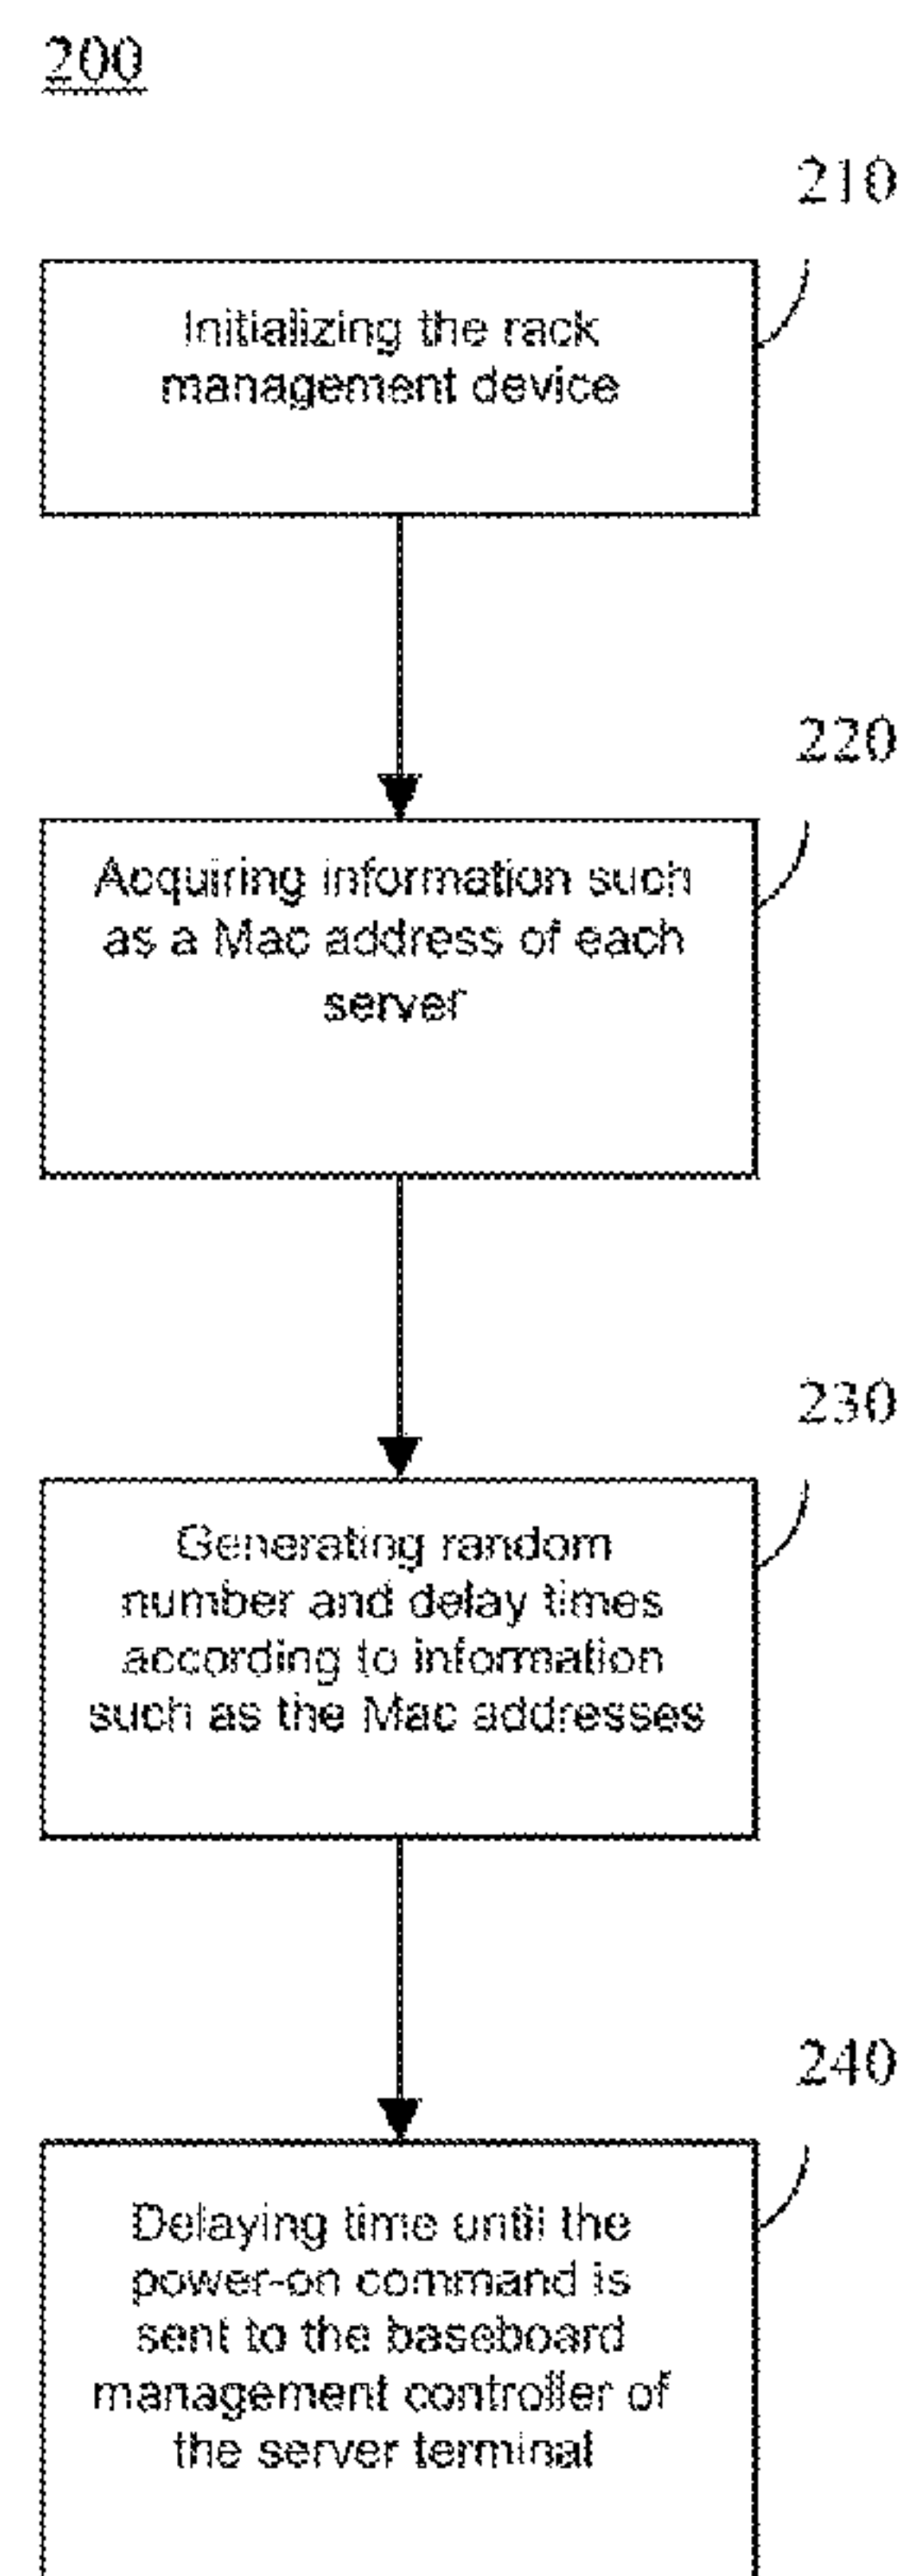 200
210
Initializing the rack
management device
220
Acquiring information such
as a Mac address of each
server
230
Generating random
number and delay times
according to information
such as the Mac addresses
240
Delaying time until the
power-on command is
sent to the baseboard
management controller of
the server terminal